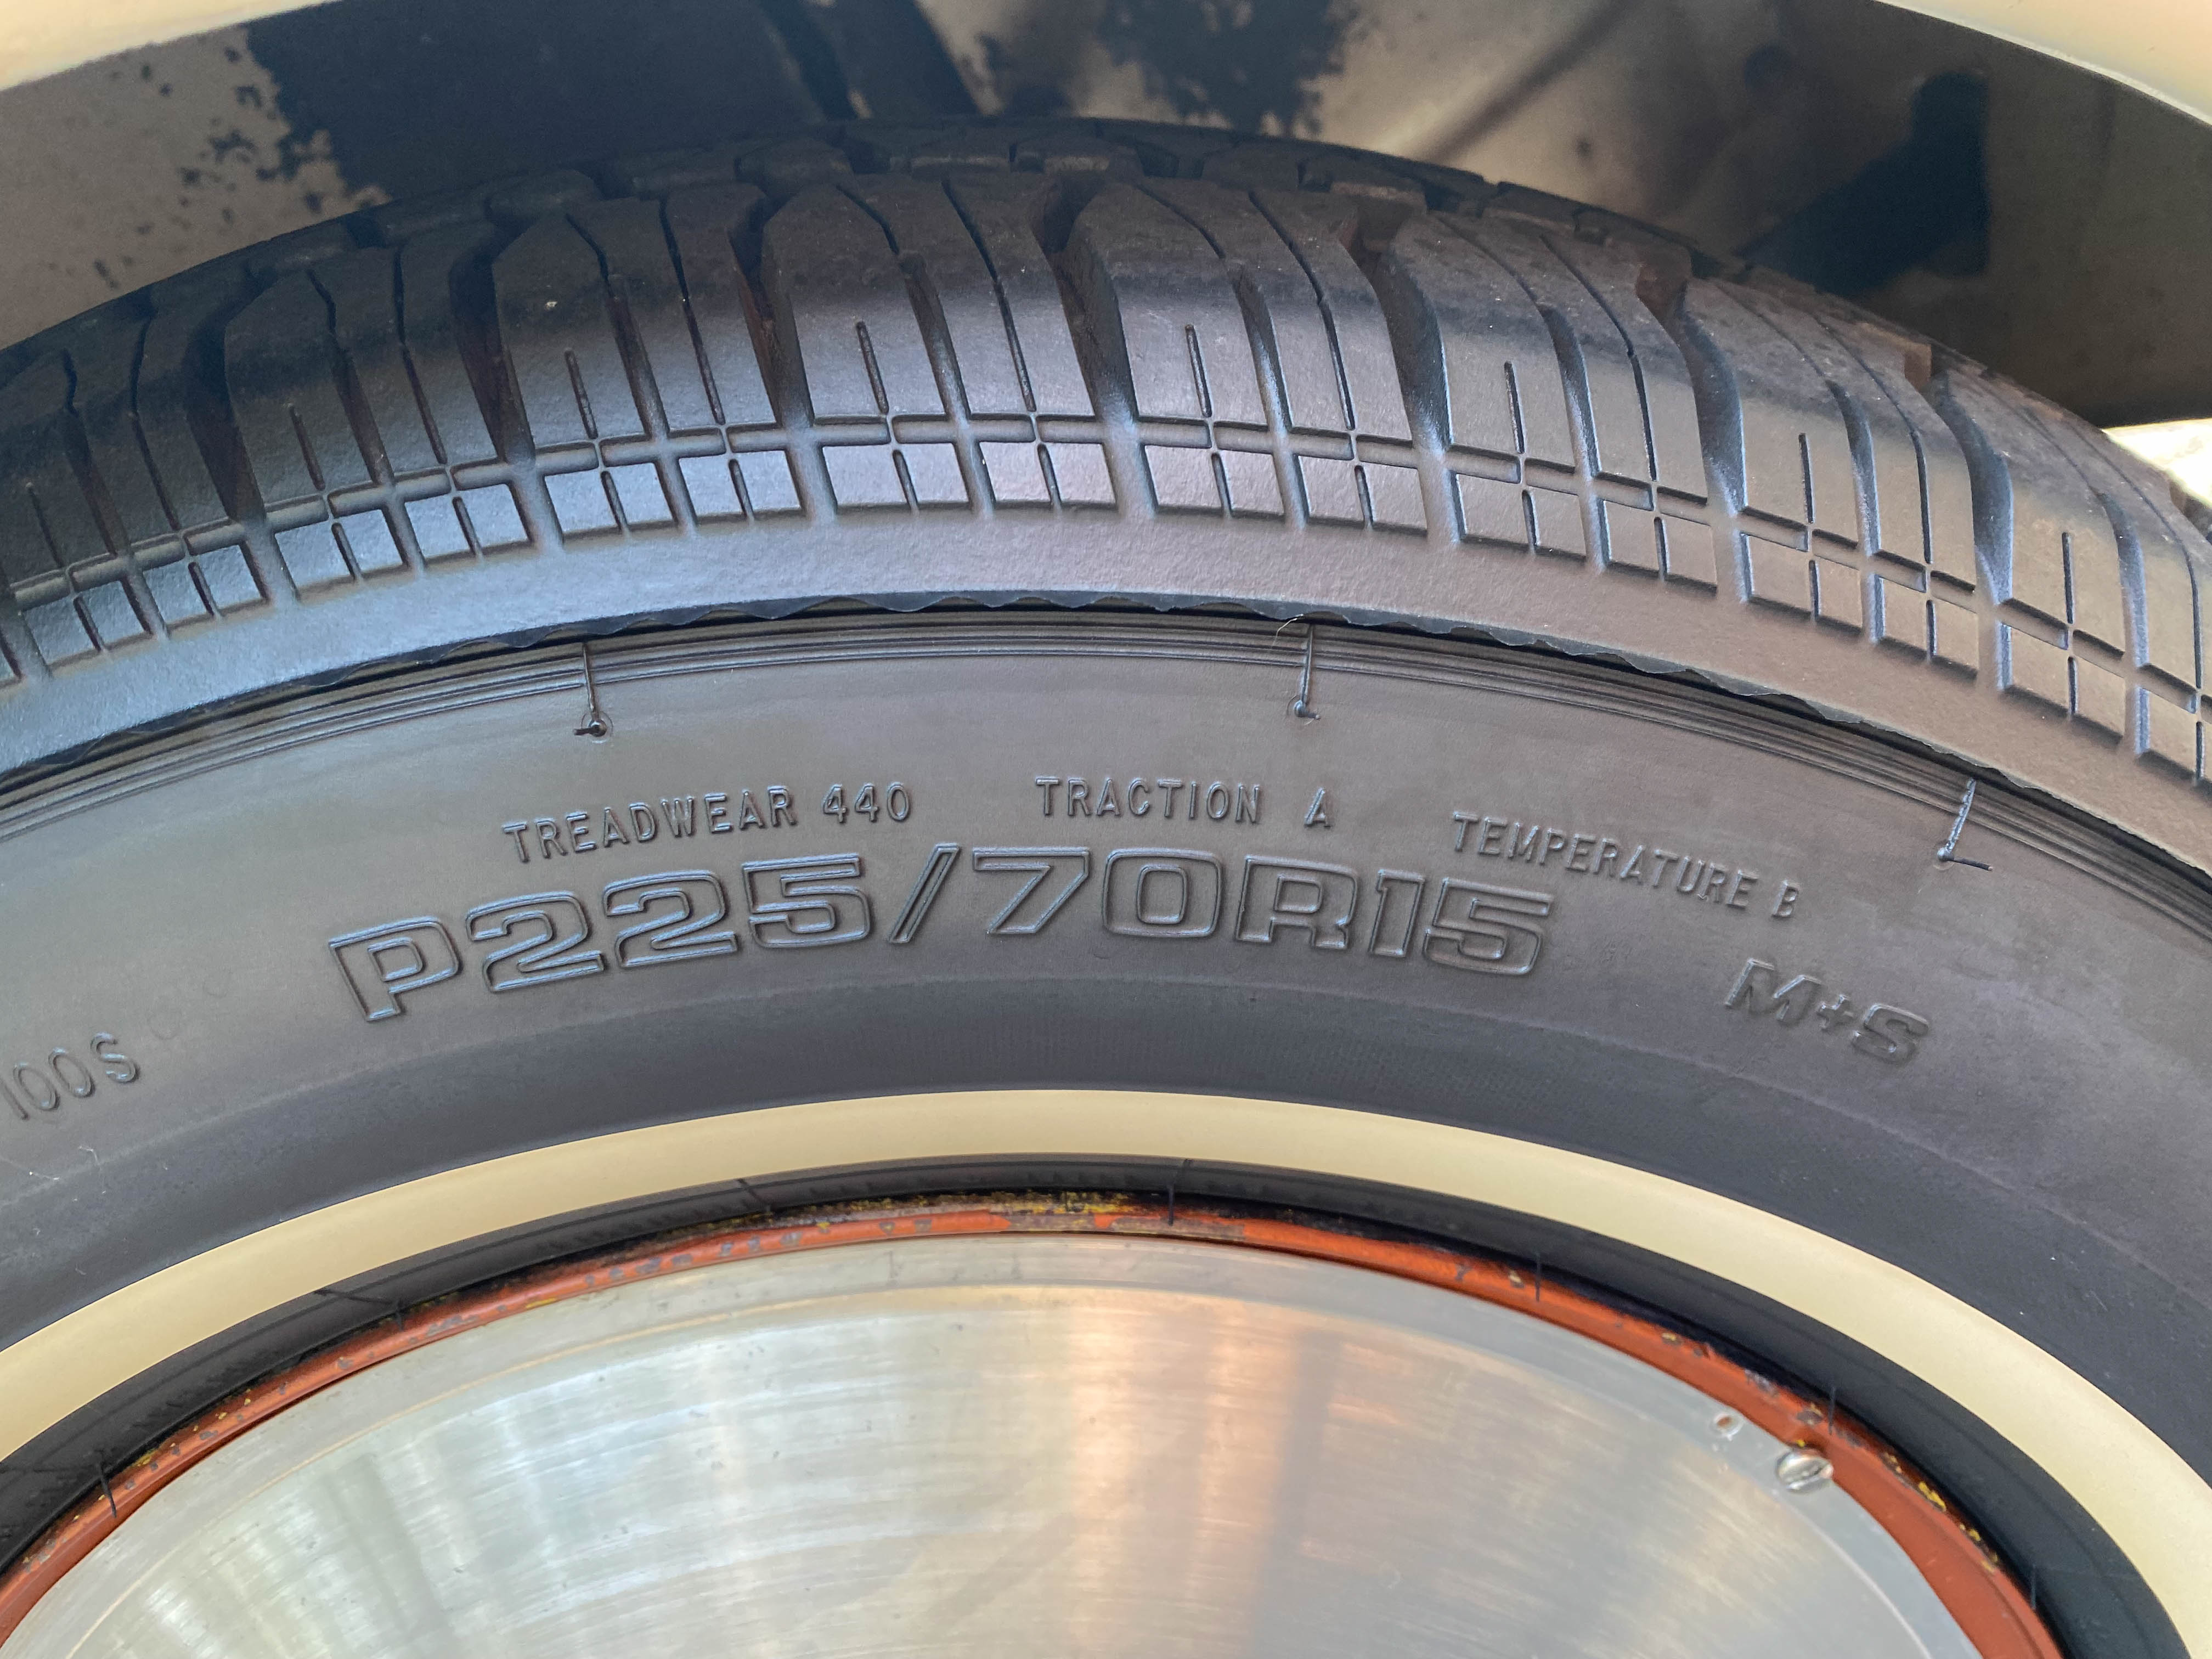 TREADWEAR 440 TRACTION A TEMPERATURE B
100S P225/70R15 M+S